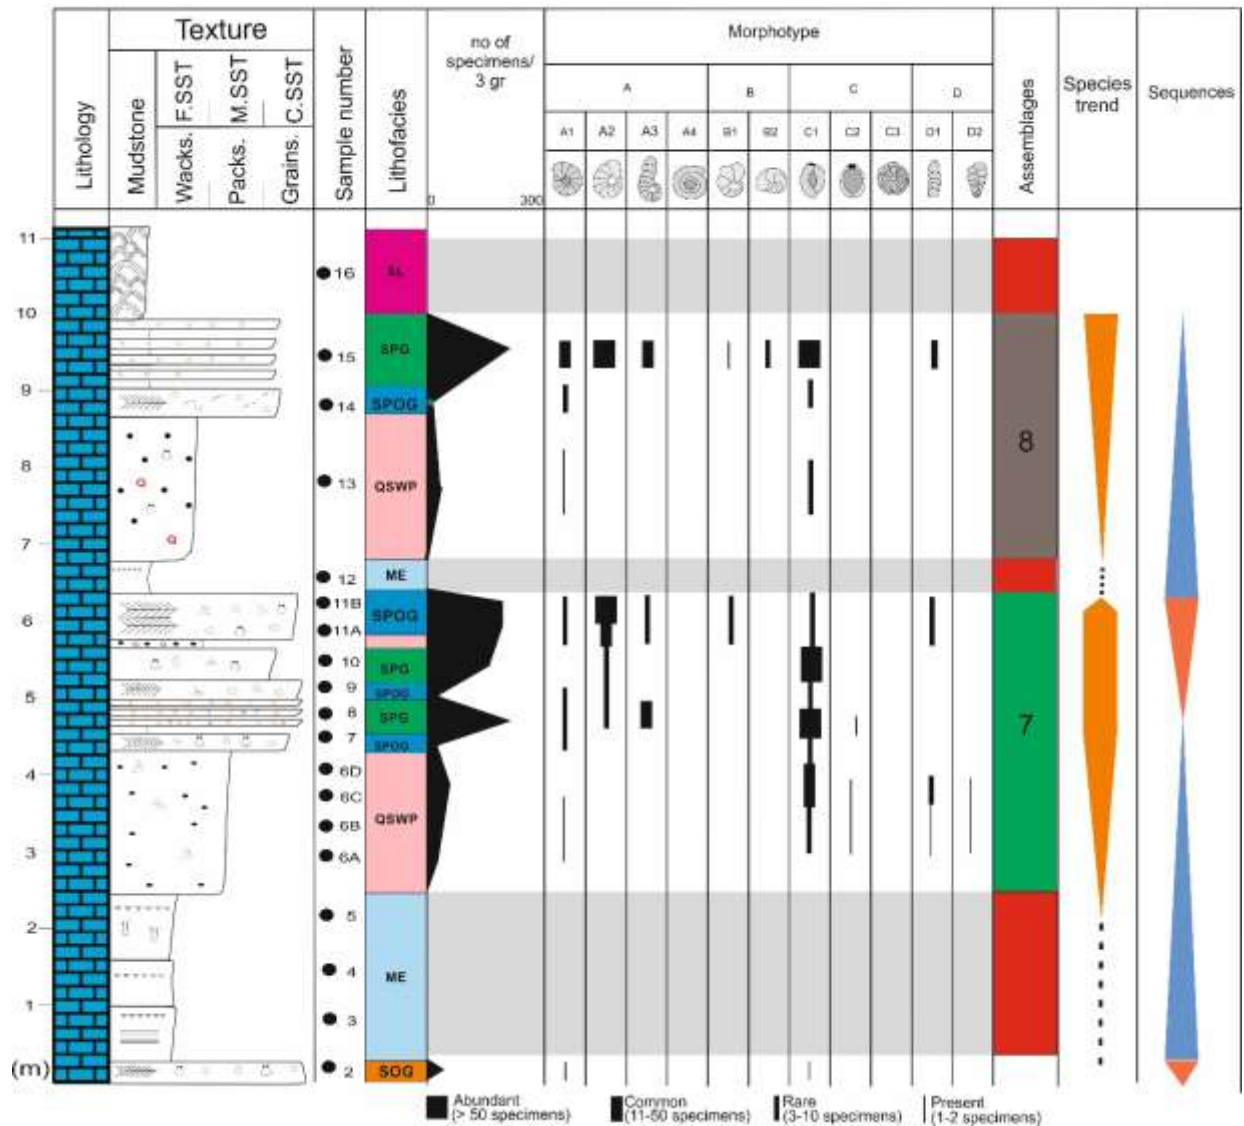 Texture
no of
specimens/
3 gr
Morphotype
Lithology
Mudstone
Wacks. F.SST
Packs. M.SST
Grains. C.SST
Sample number
Lithofacies
0 300
A B C D
A1 A2 A3 A4 B1 B2 C1 C2 C3 D1 D2
Assemblages
Species
trend
Sequences
11
16 SL
10
15 SPG
9
14 SPOG
8
13 QSWP
8
7
12 ME
11B SPOG
6
11A
10 SPG
9 SPOG
5
8 SPG
7
7 SPOG
4
6D
6C
6B QSWP
3
6A
5
2
4 ME
1
3
(m) 2 SOG
Abundant
(> 50 specimens)
Common
(11-50 specimens)
Rare
(3-10 specimens)
Present
(1-2 specimens)